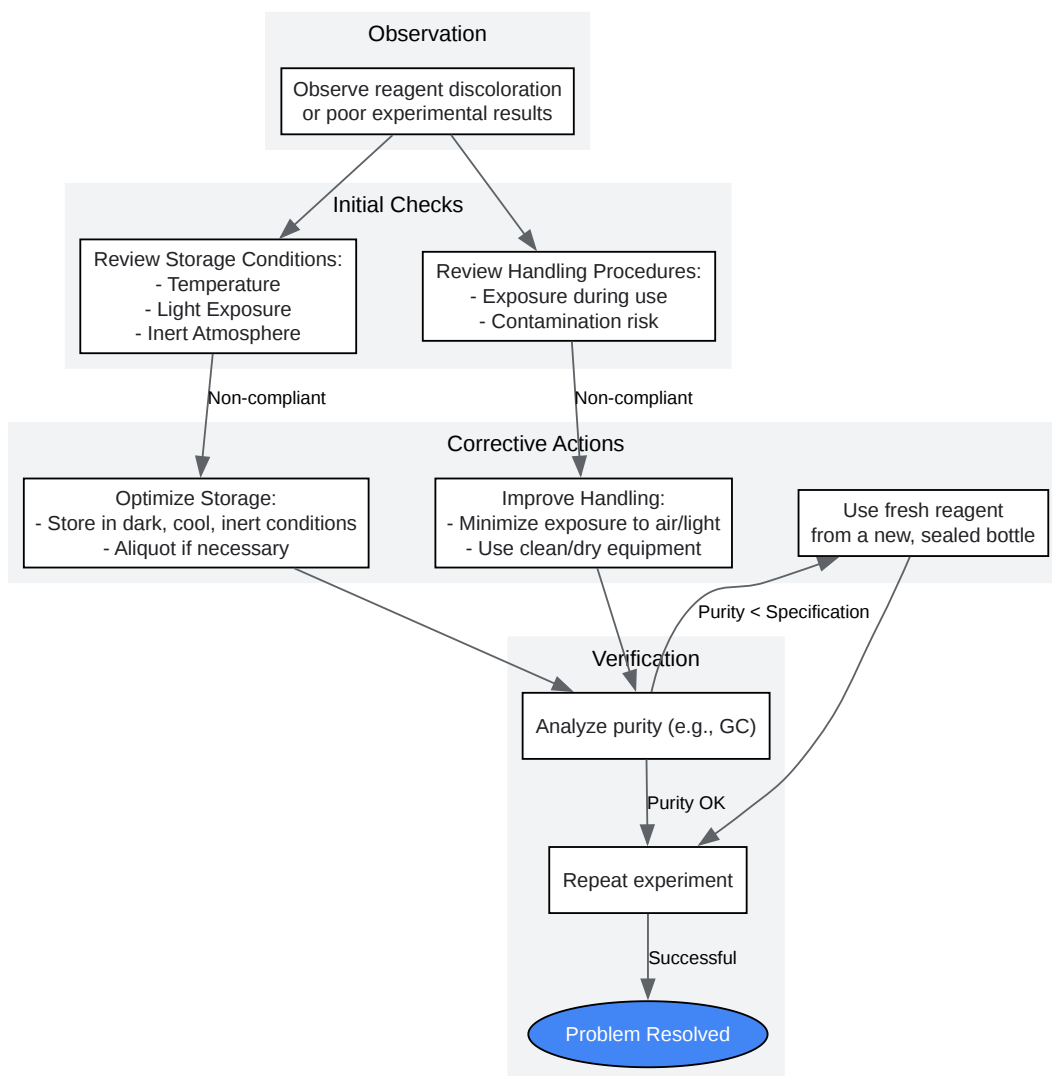 Observation
Observe reagent discoloration
or poor experimental results
Initial Checks
Review Storage Conditions:
- Temperature
- Light Exposure
- Inert Atmosphere
Review Handling Procedures:
- Exposure during use
- Contamination risk
Non-compliant
Non-compliant
Corrective Actions
Optimize Storage:
- Store in dark, cool, inert conditions
- Aliquot if necessary
Improve Handling:
- Minimize exposure to air/light
- Use clean/dry equipment
Use fresh reagent
from a new, sealed bottle
Purity < Specification
Verification
Analyze purity (e.g., GC)
Purity OK
Repeat experiment
Successful
Problem Resolved